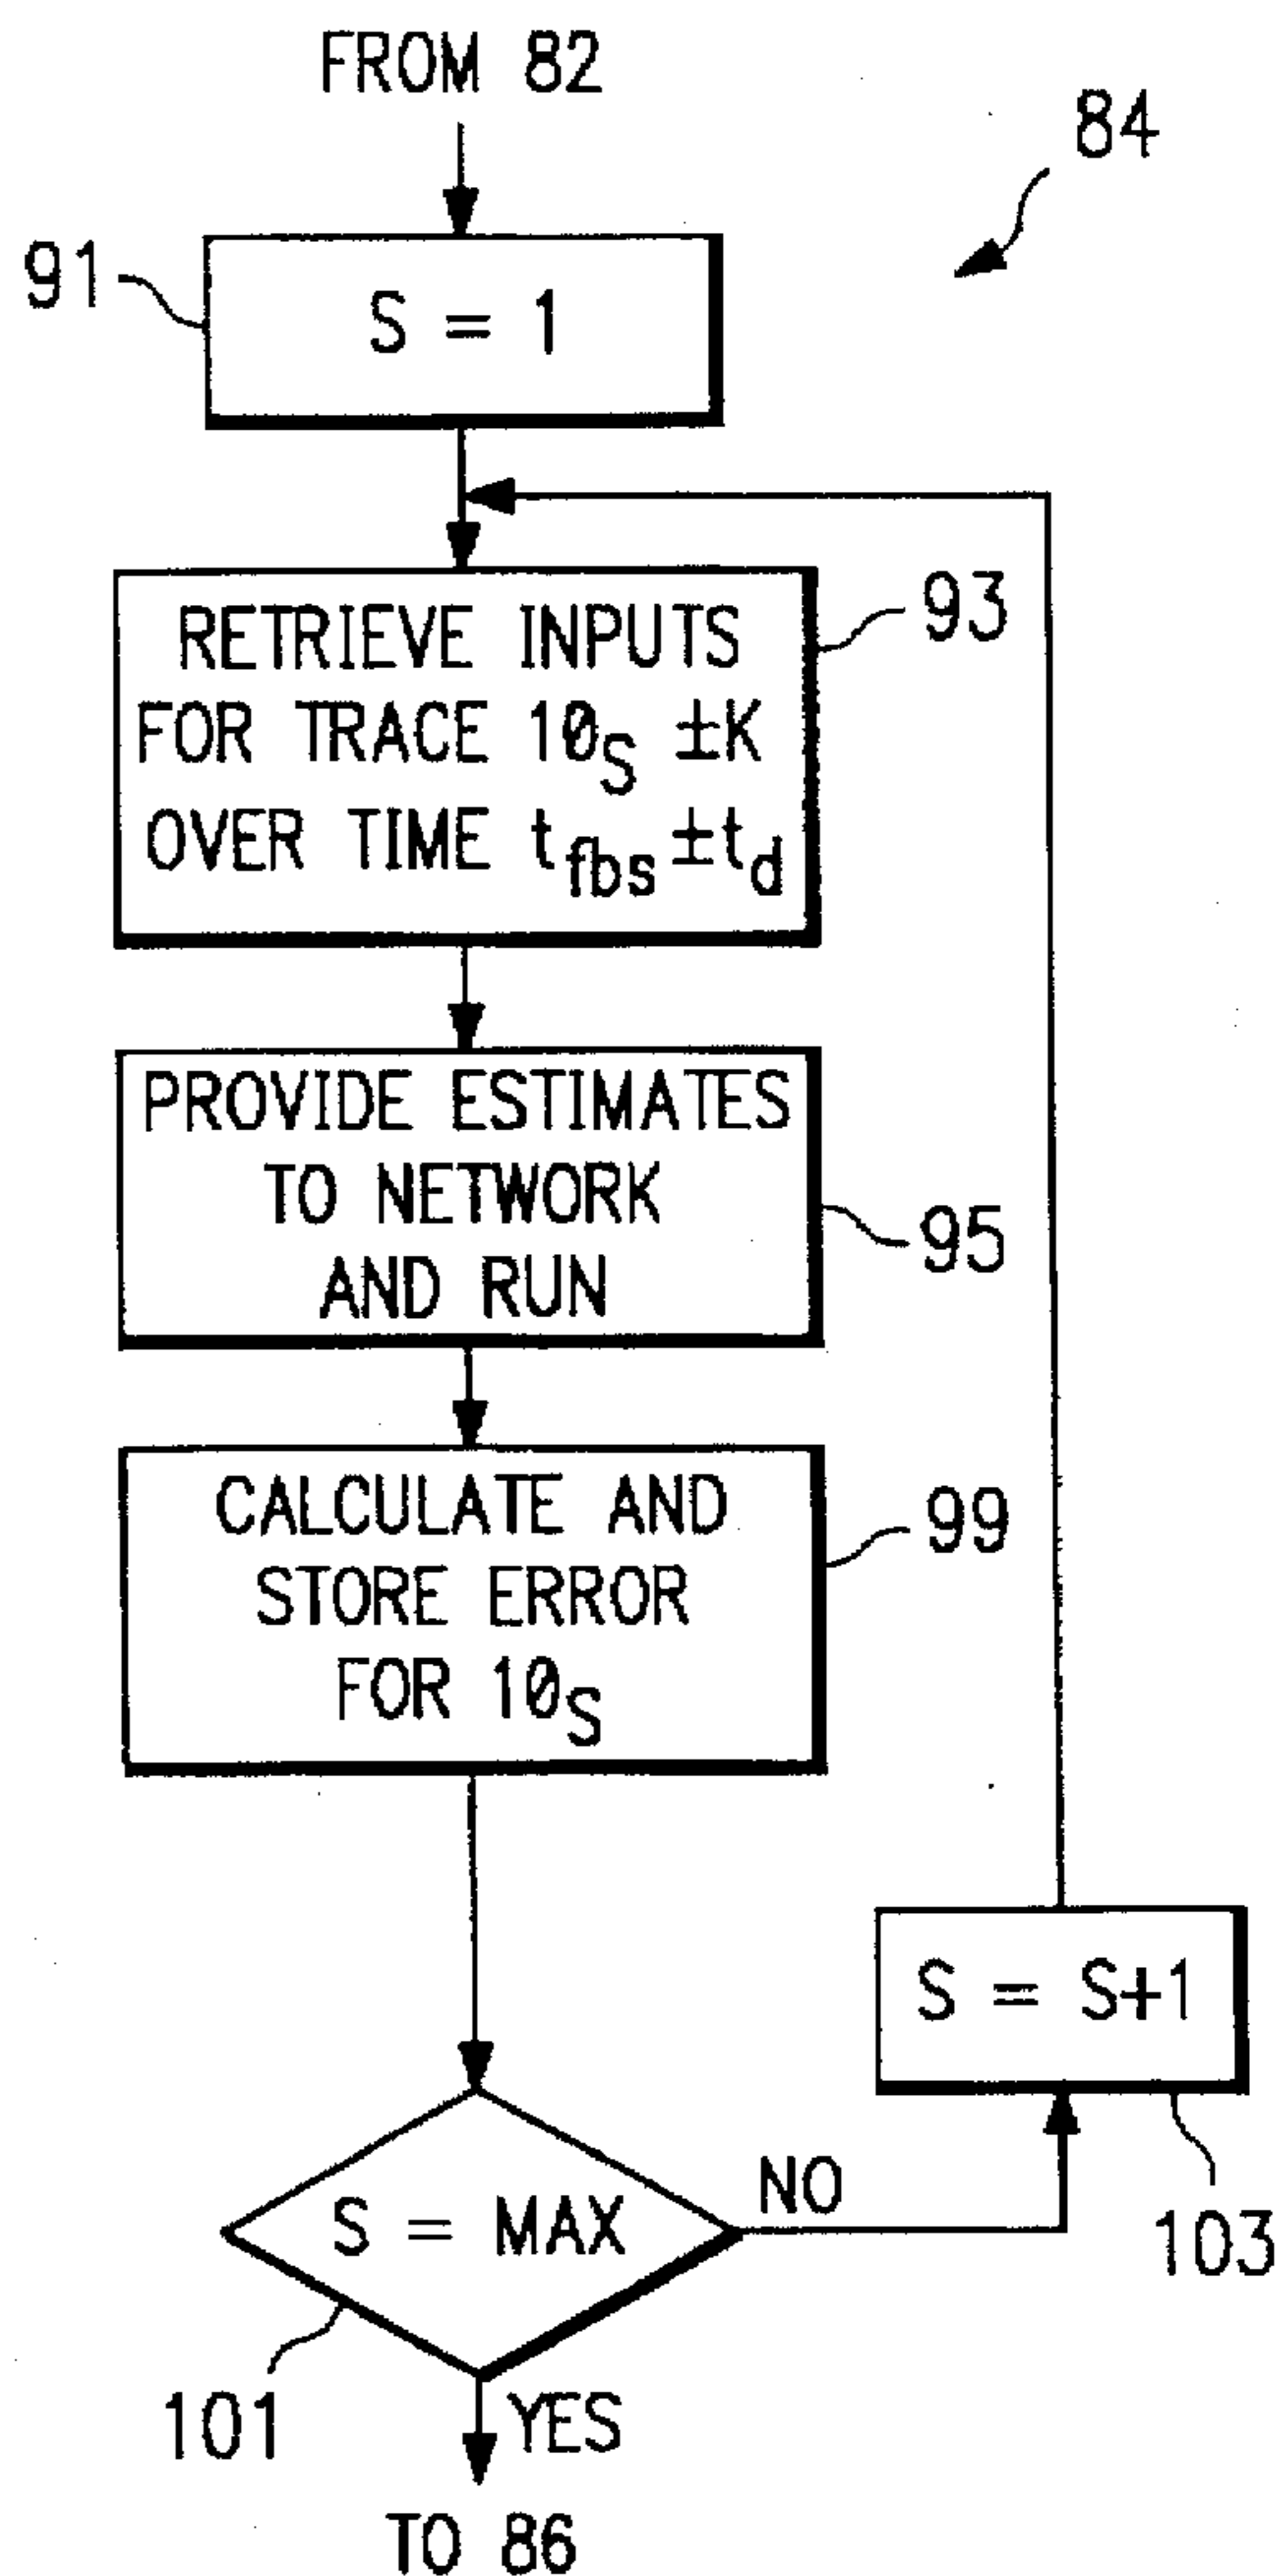 FROM 82
84
91
S = 1
RETRIEVE INPUTS
FOR TRACE 10S ±K
OVER TIME tfbs ±td
93
PROVIDE ESTIMATES
TO NETWORK
AND RUN
95
CALCULATE AND
STORE ERROR
FOR 10S
99
S = S+1
103
S = MAX
NO
101
YES
TO 86